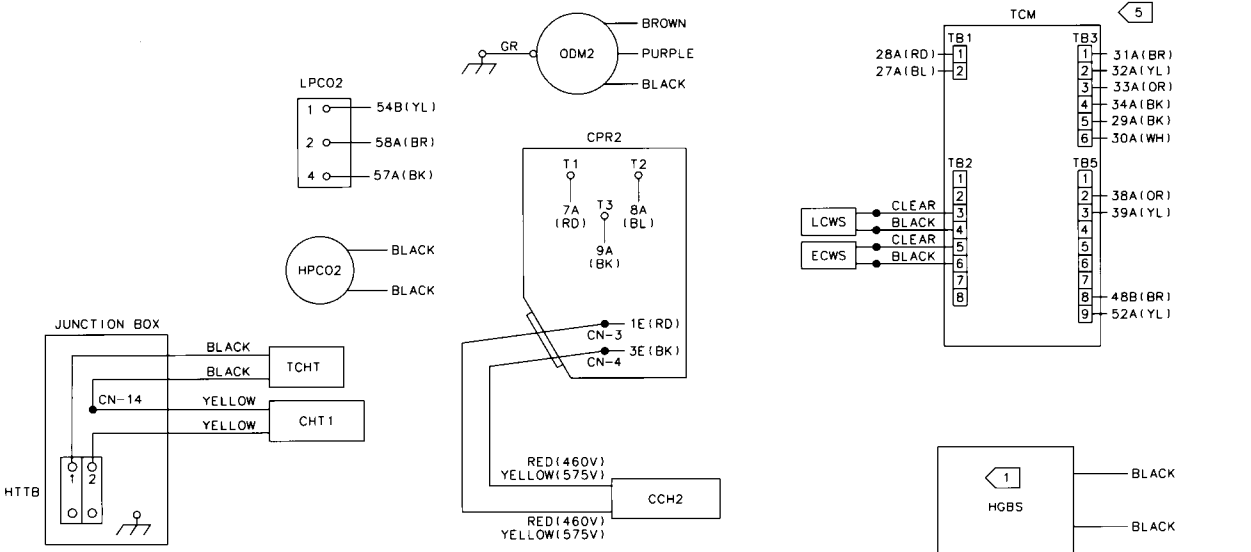 GR
ODM2
BROWN
PURPLE
BLACK
LPCO2
1
54B(YL)
2
58A(BR)
4
57A(BK)
HPCO2
BLACK
BLACK
CPR2
T1
T2
T3
7A
(RD)
8A
(BL)
9A
(BK)
1E(RD)
CN-3
3E(BK)
CN-4
RED(460V)
YELLOW(575V)
CCH2
RED(460V)
YELLOW(575V)
JUNCTION BOX
BLACK
BLACK
TCHT
CN-14
YELLOW
YELLOW
CHT1
1
2
HTTB
TCM
5
TB1
28A(RD)
1
27A(BL)
2
TB3
1
31A(BR)
2
32A(YL)
3
33A(OR)
4
34A(BK)
5
29A(BK)
6
30A(WH)
TB2
1
2
3
4
5
6
7
8
LCWS
CLEAR
BLACK
ECWS
CLEAR
BLACK
TB5
1
2
38A(OR)
3
39A(YL)
4
5
6
7
8
48B(BR)
9
52A(YL)
1
HGBS
BLACK
BLACK